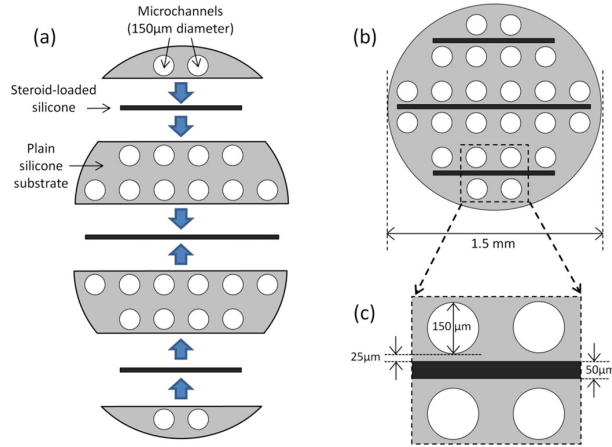 (a)
Microchannels
(150μm diameter)
Steroid-loaded
silicone
Plain
silicone
substrate
(b)
1.5 mm
(c)
150 μm
25μm
50μm